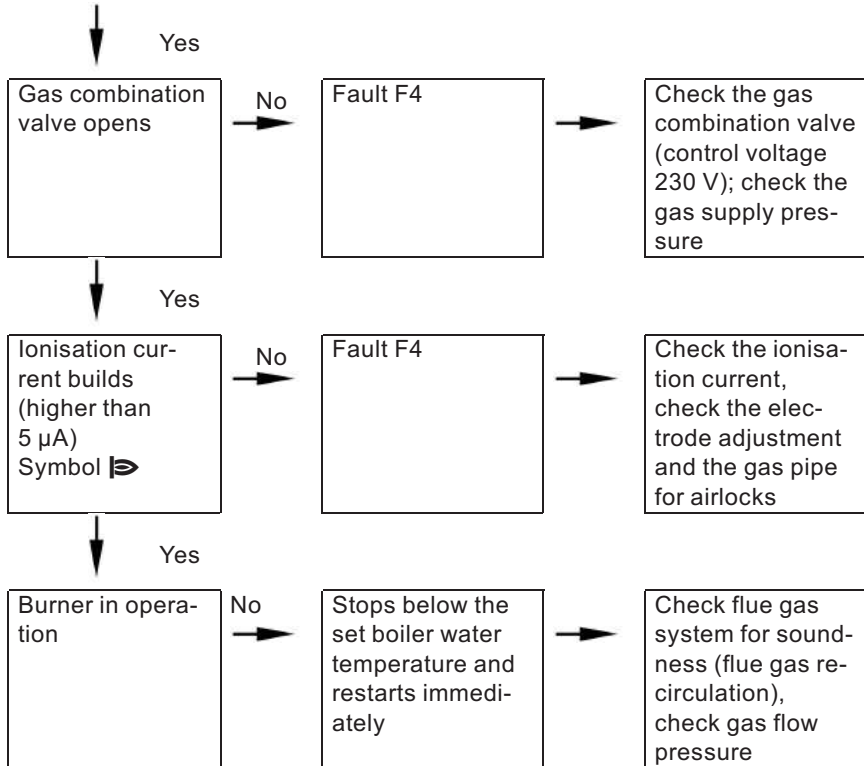 Yes
Gas combination
valve opens
No
Fault F4
Check the gas
combination valve
(control voltage
230 V); check the
gas supply pres-
sure
Yes
Ionisation cur-
rent builds
(higher than
5 µA)
Symbol
No
Fault F4
Check the ionisa-
tion current,
check the elec-
trode adjustment
and the gas pipe
for airlocks
Yes
Burner in opera-
tion
No
Stops below the
set boiler water
temperature and
restarts immedi-
ately
Check flue gas
system for sound-
ness (flue gas re-
circulation),
check gas flow
pressure